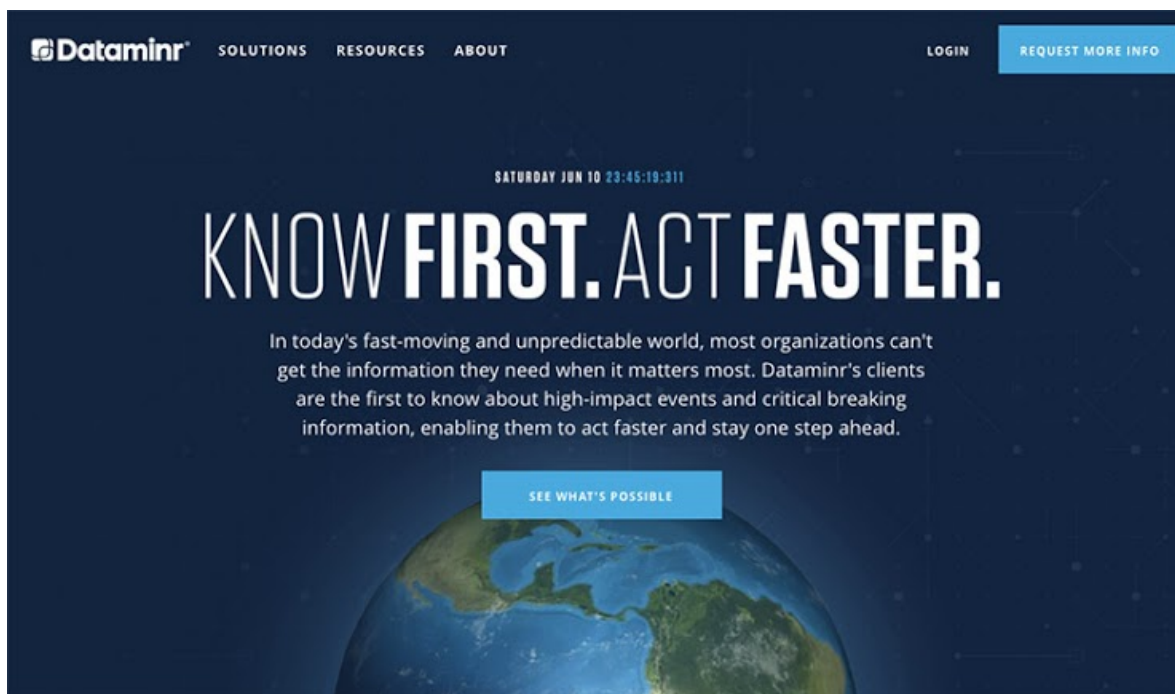 Dataminr® SOLUTIONS RESOURCES ABOUT LOGIN REQUEST MORE INFO
SATURDAY JUN 10 23:45:19:311
KNOW FIRST. ACT FASTER.
In today's fast-moving and unpredictable world, most organizations can't
get the information they need when it matters most. Dataminr's clients
are the first to know about high-impact events and critical breaking
information, enabling them to act faster and stay one step ahead.
SEE WHAT'S POSSIBLE